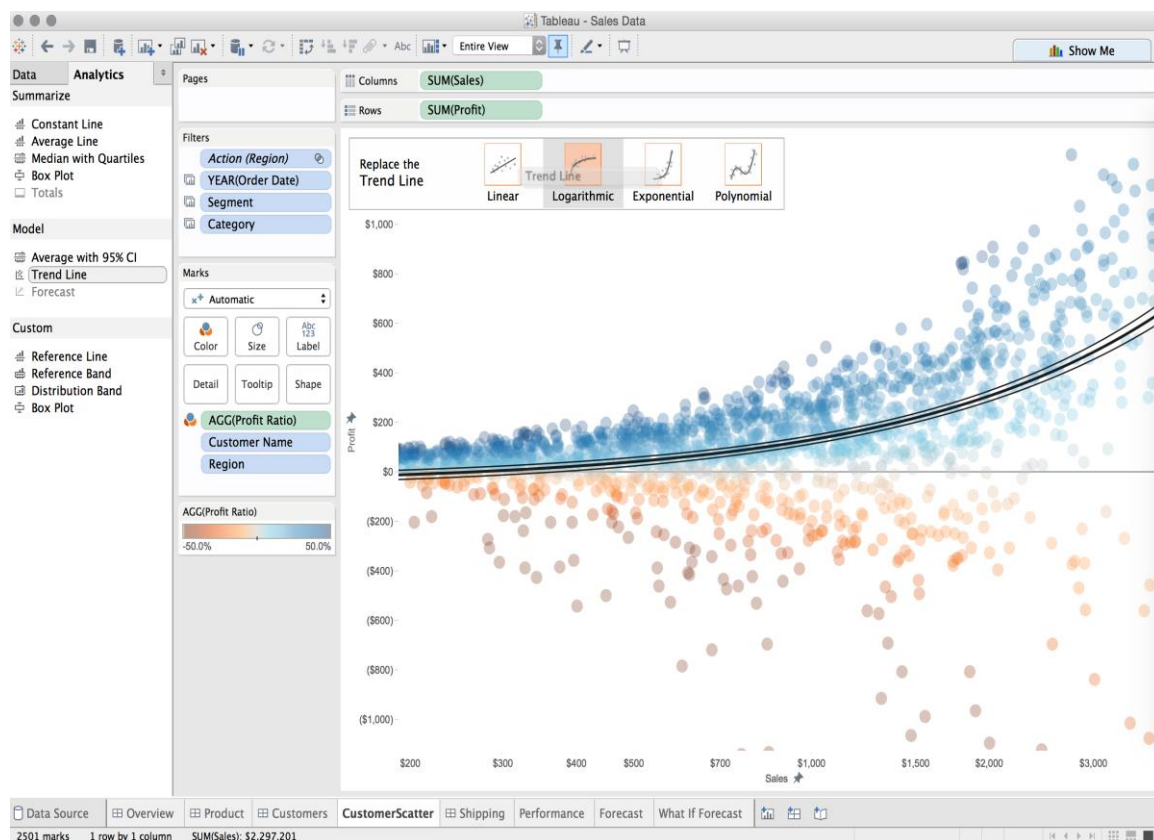 Tableau - Sales Data
Abc
Entire View
Show Me
Data
Analytics
Summarize
Constant Line
Average Line
Median with Quartiles
Box Plot
Totals
Model
Average with 95% CI
Trend Line
Forecast
Custom
Reference Line
Reference Band
Distribution Band
Box Plot
Pages
Filters
Action (Region)
YEAR(Order Date)
Segment
Category
Marks
Automatic
Color
Size
Abc
123
Label
Detail
Tooltip
Shape
AGG(Profit Ratio)
Customer Name
Region
AGG(Profit Ratio)
-50.0% 50.0%
Columns SUM(Sales)
Rows SUM(Profit)
Replace the
Trend Line
Trend Line
Linear Logarithmic Exponential Polynomial
$1,000
$800
$600
$400
$200
$0
($200)
($400)
($600)
($800)
($1,000)
Profit
$200 $300 $400 $500 $700 $1,000 $1,500 $2,000 $3,000
Sales
Data Source Overview Product Customers CustomerScatter Shipping Performance Forecast What If Forecast
2501 marks 1 row by 1 column SUM(Sales): $2,297,201